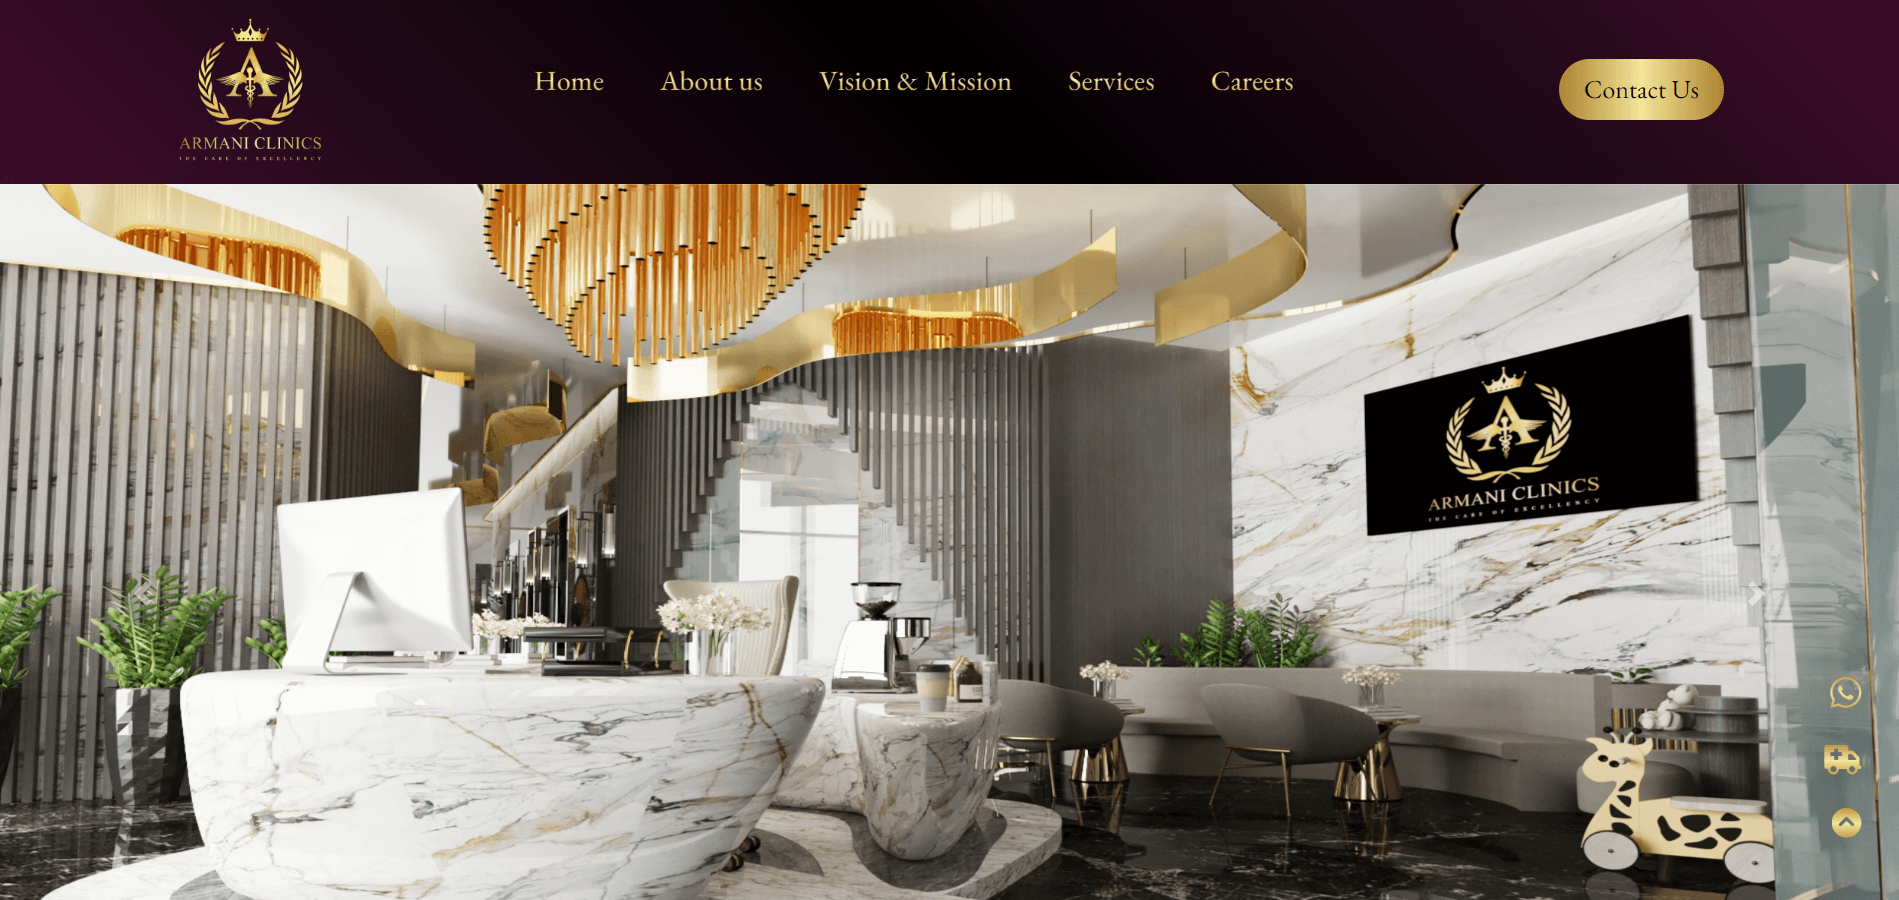 ARMANI CLINICS
THE CARE OF EXCELLENCY
Home
About us
Vision & Mission
Services
Careers
Contact Us
ARMANI CLINICS
THE CARE OF EXCELLENCY